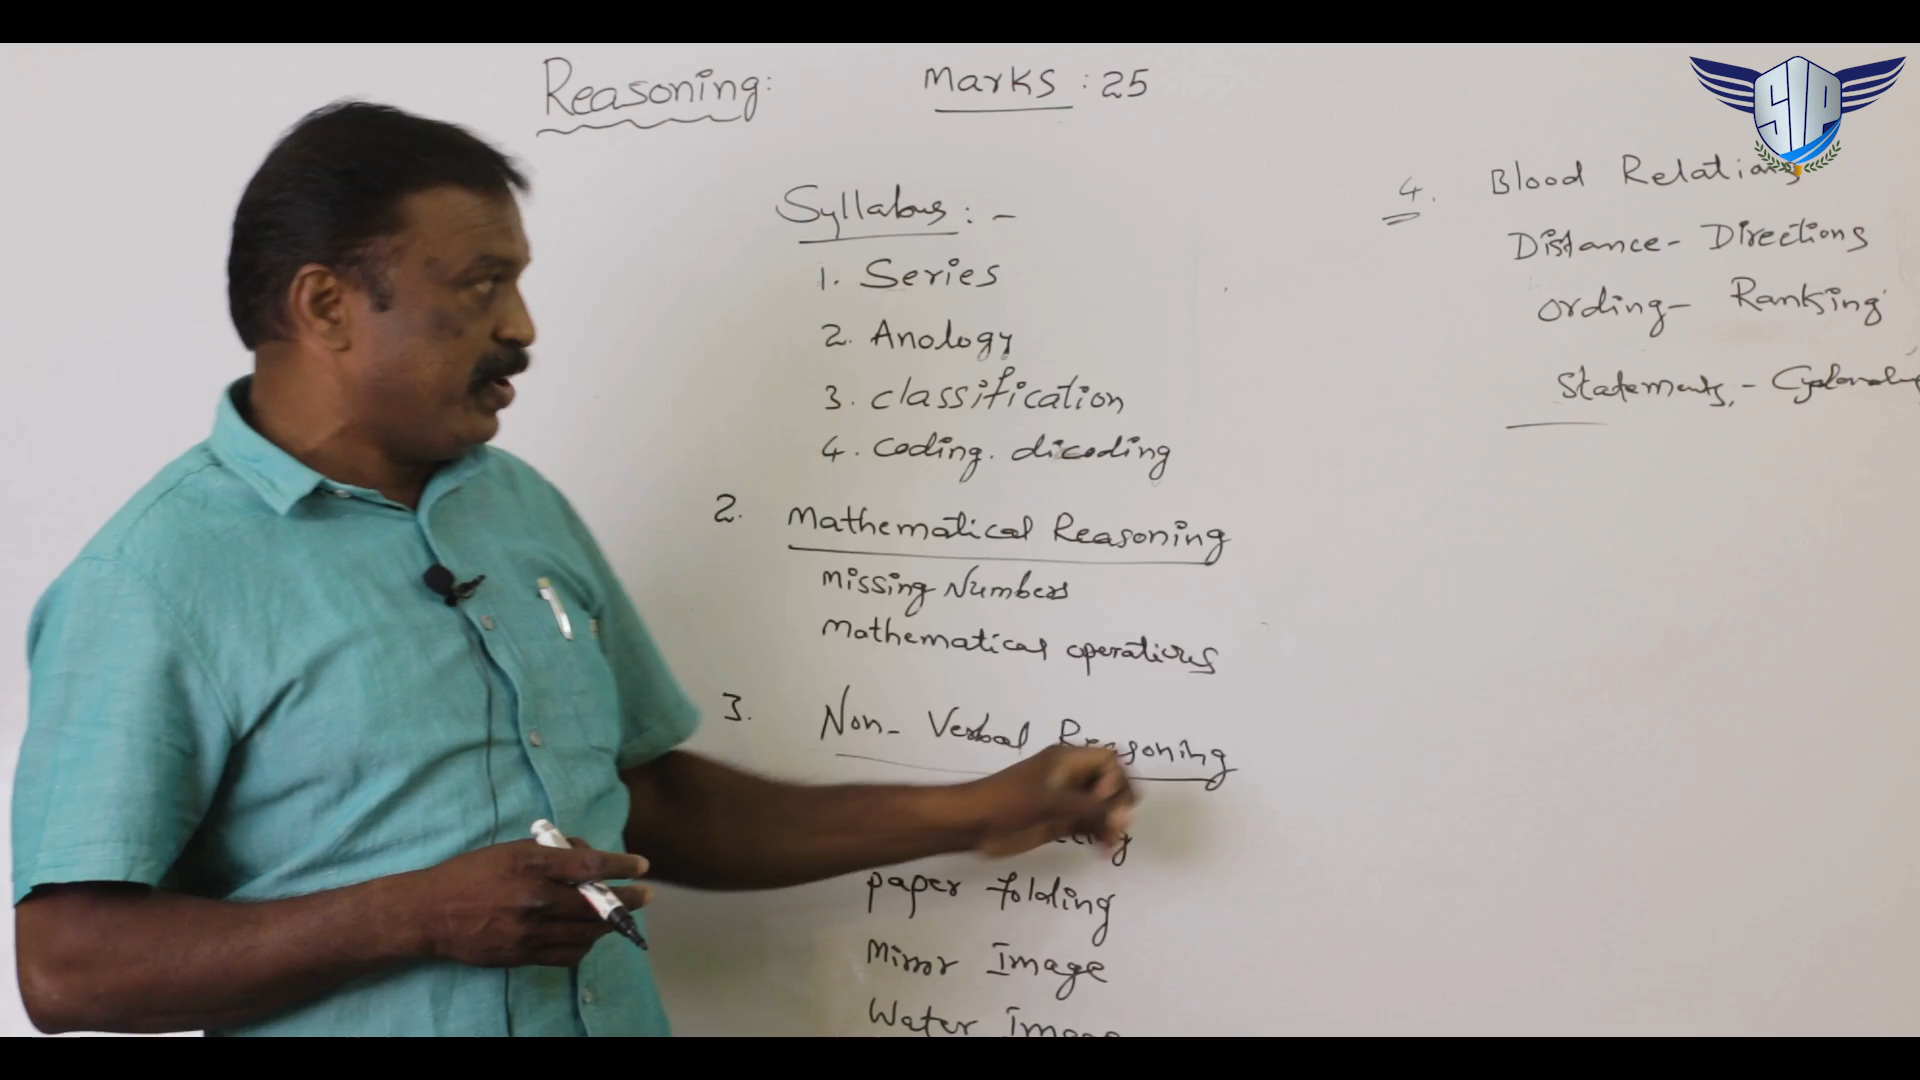 Reasoning:
Marks : 25
Syllabus : -
1. Series
2. Anology
3. classification
4. coding. dicoding
2. Mathematical Reasoning
Missing Numbers
Mathematical operations
3. Non- Verbal Reasoning
paper folding
Mirror Image
Water Image
4. Blood Relations
Distance- Directions
Ording- Ranking
Statements, -
SIP